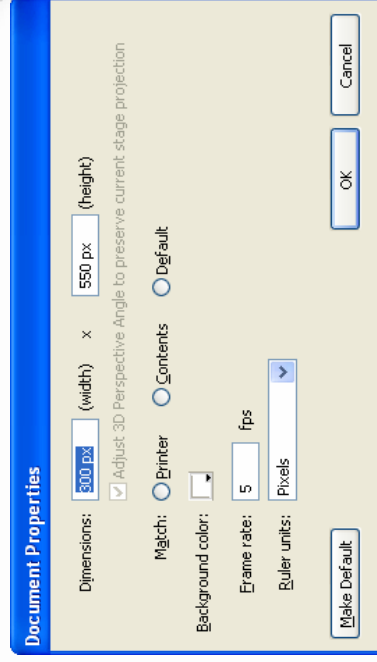 Document Properties
Dimensions: 300 px (width) x 550 px (height)
Adjust 3D Perspective Angle to preserve current stage projection
Match: Printer Contents Default
Background color:
Frame rate: 5 fps
Ruler units: Pixels
Make Default OK Cancel